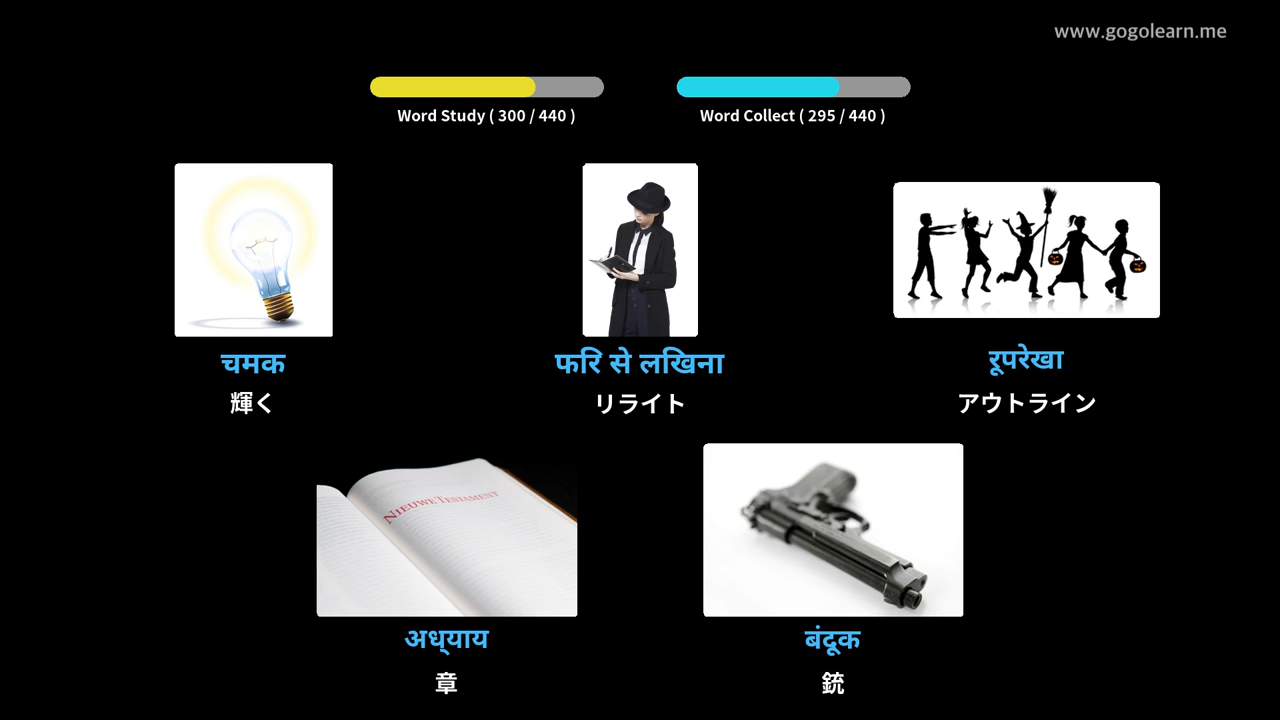 www.gogolearn.me
Word Study ( 300 / 440 )
Word Collect ( 295 / 440 )
चमक
輝く
फरि से लखिना
リライト
रूपरेखा
アウトライン
NIEUWE TESTAMENT
अध्‌याय
章
बंदूक
銃